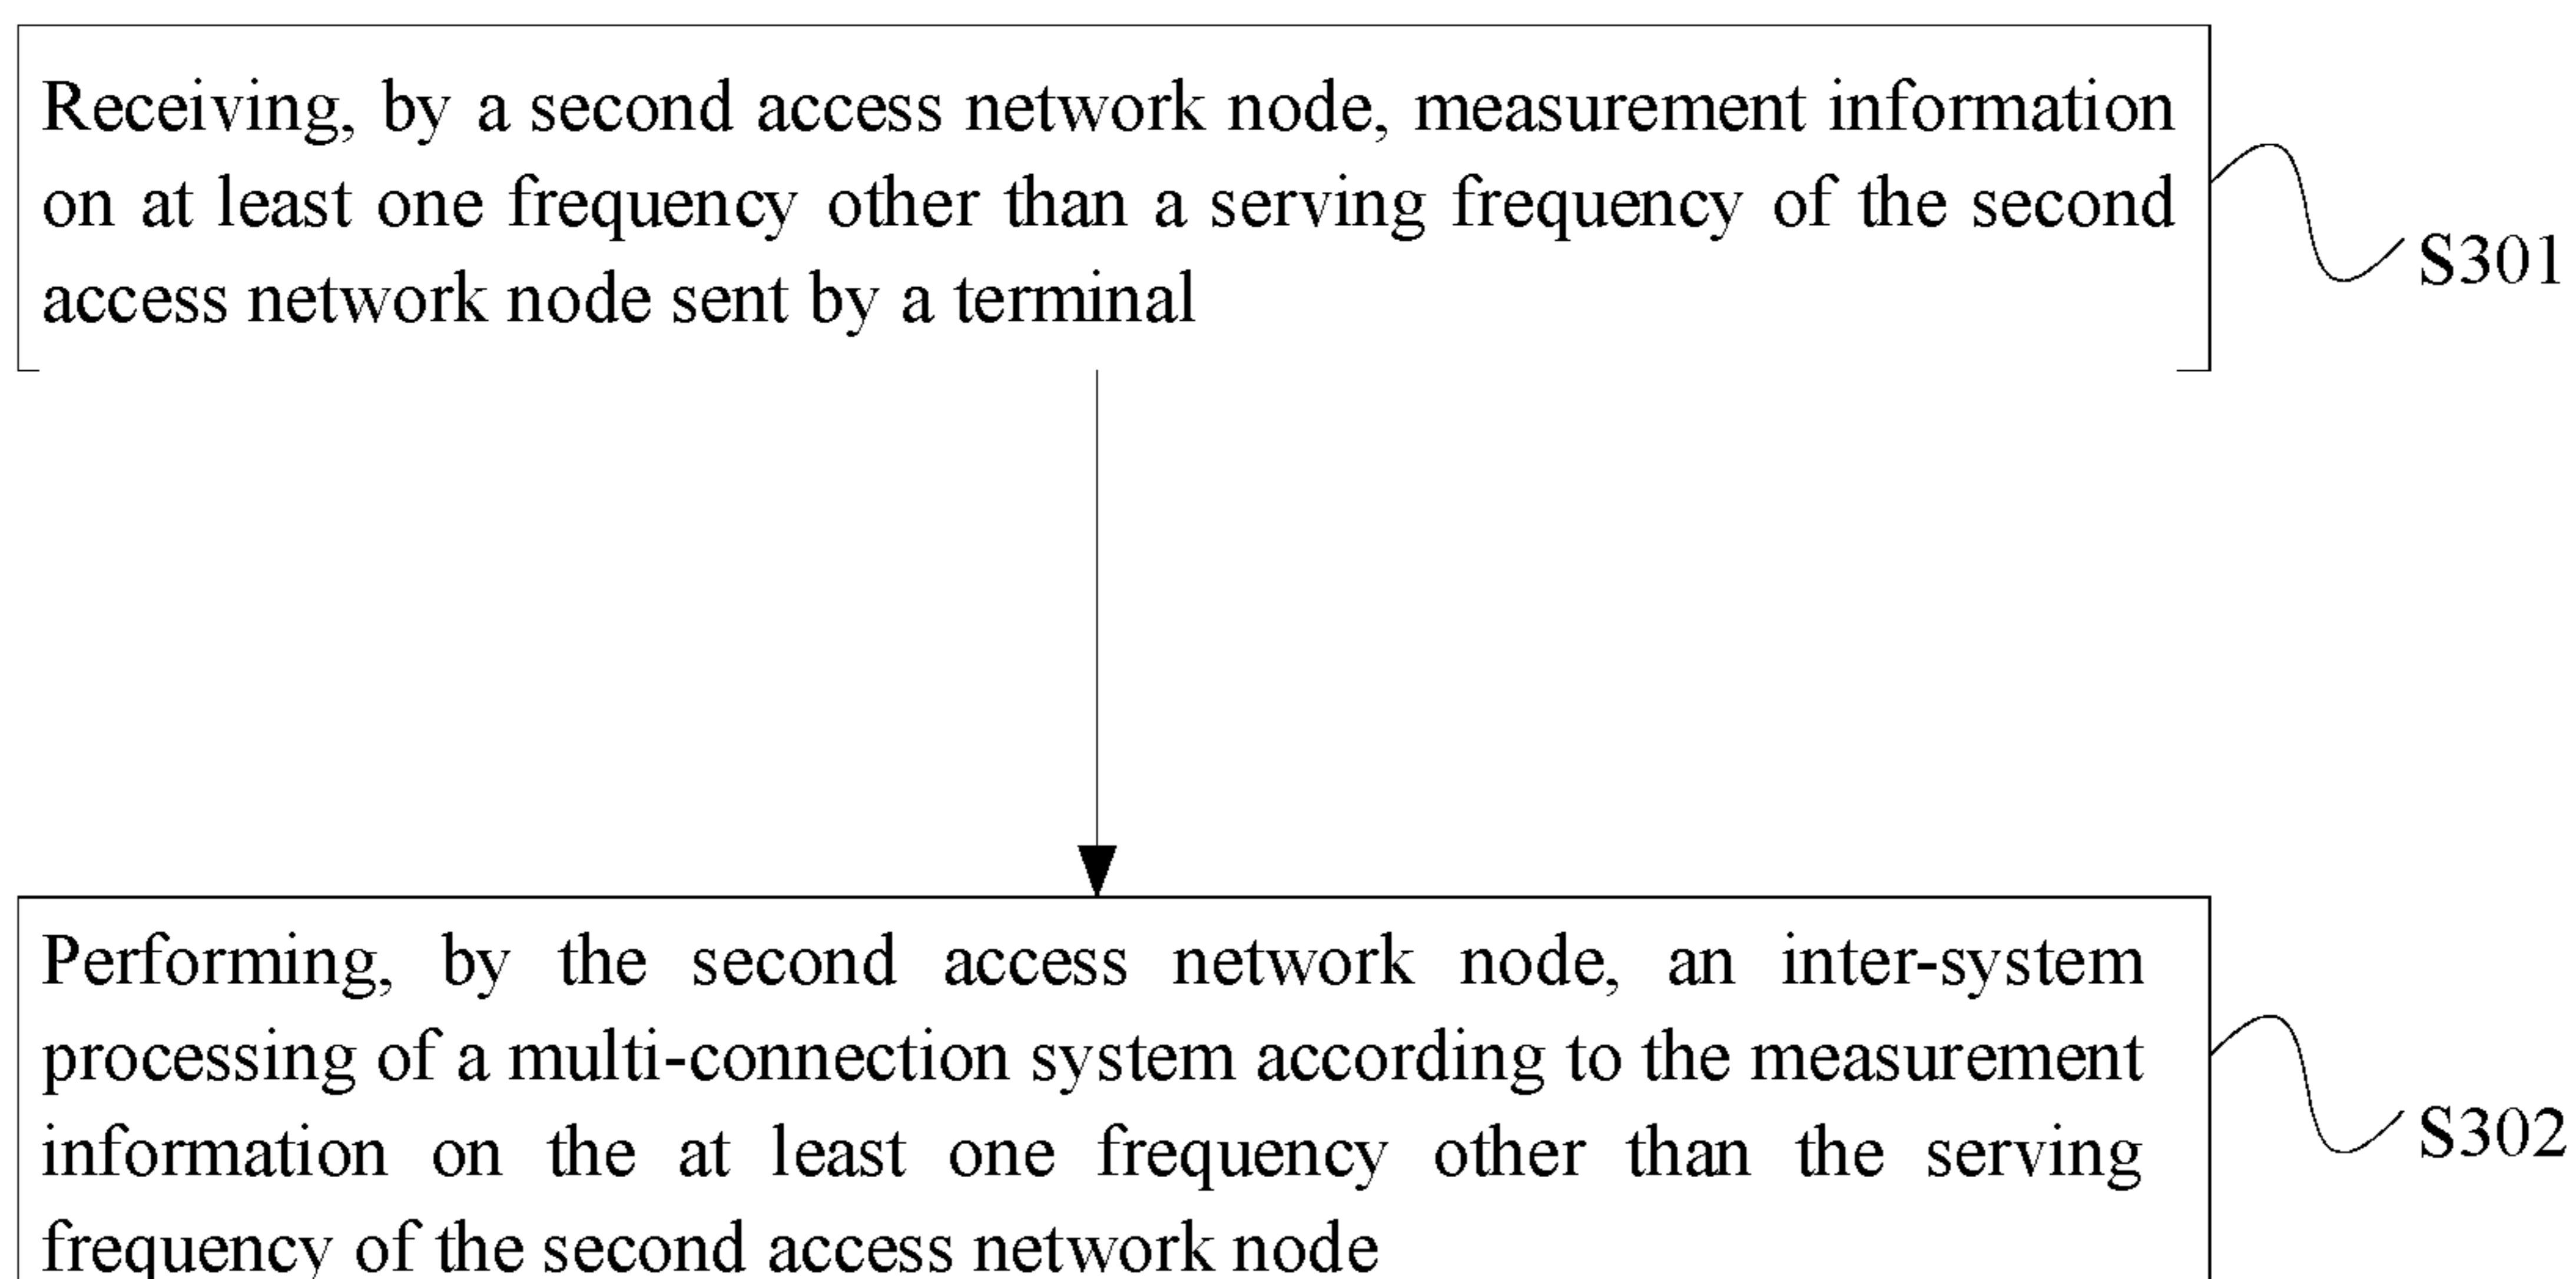 Receiving, by a second access network node, measurement information
on at least one frequency other than a serving frequency of the second
access network node sent by a terminal
S301
Performing, by the second access network node, an inter-system
processing of a multi-connection system according to the measurement
information on the at least one frequency other than the serving
frequency of the second access network node
S302